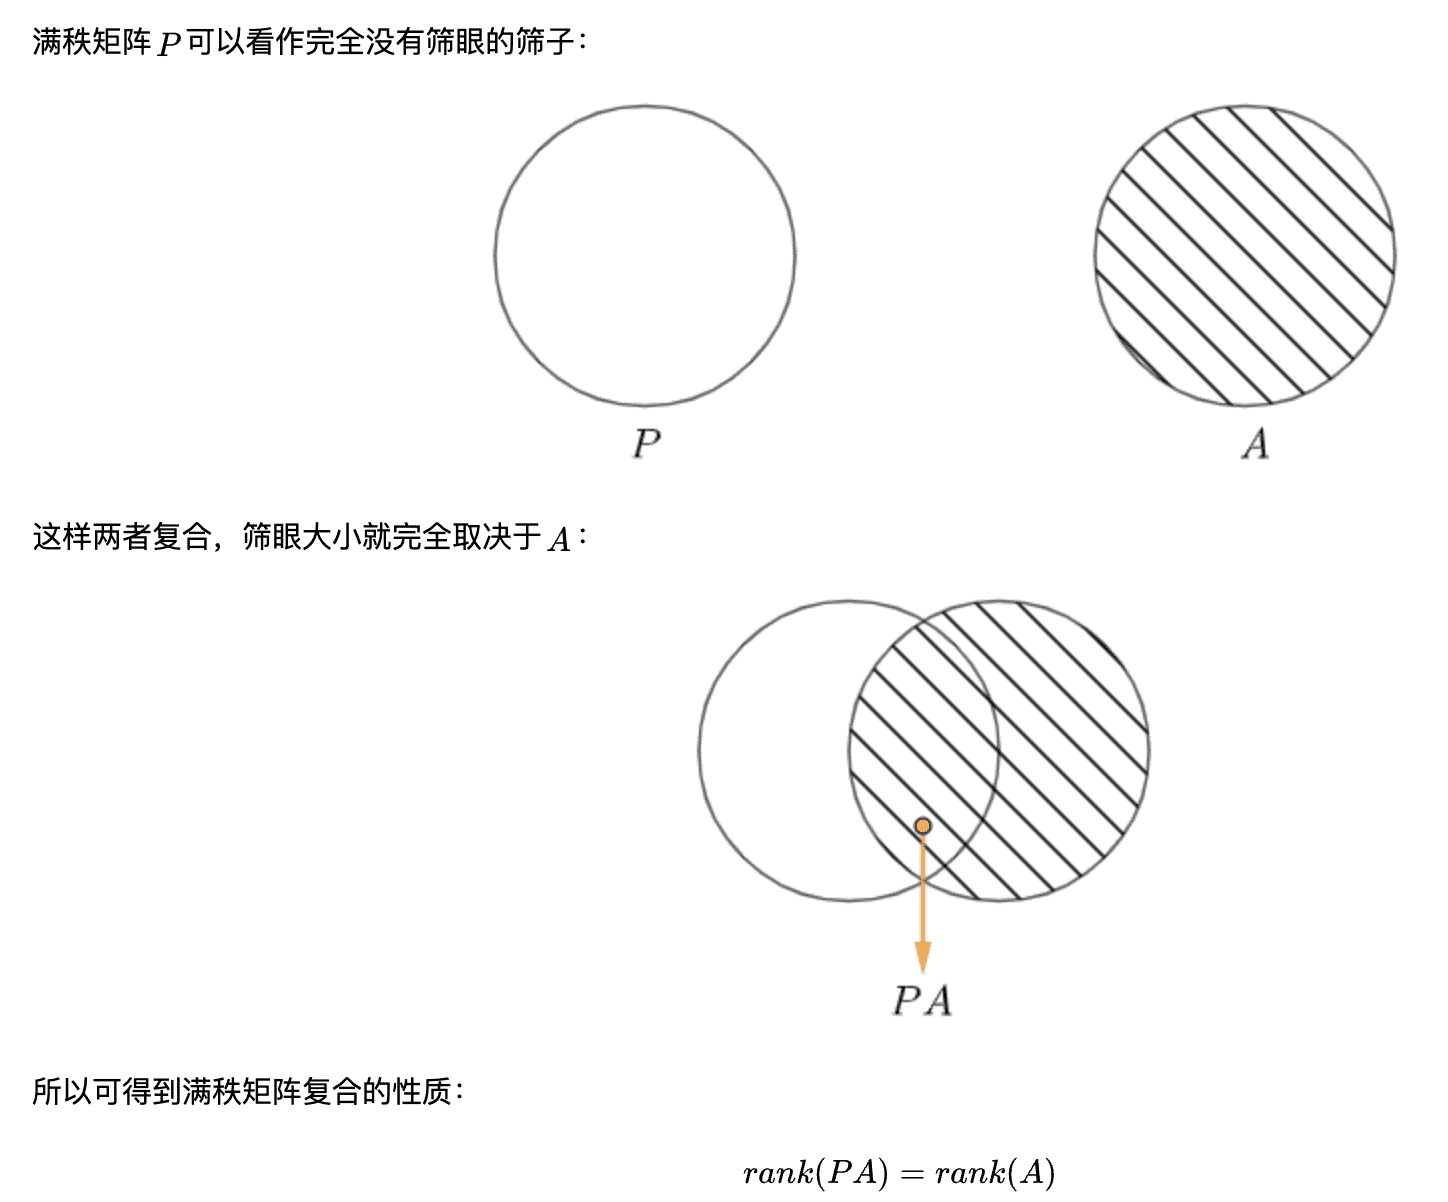 满秩矩阵 P 可以看作完全没有筛眼的筛子：
P A
这样两者复合，筛眼大小就完全取决于 A：
PA
所以可得到满秩矩阵复合的性质：
rank(PA) = rank(A)